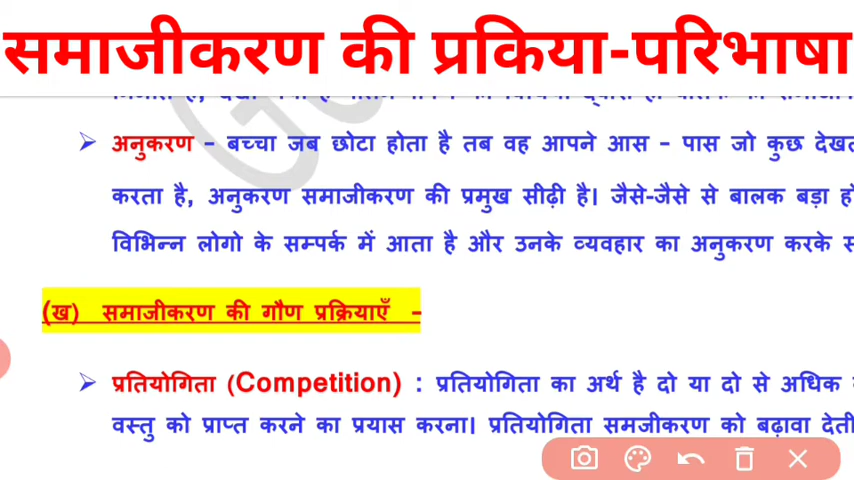 समाजीकरण की प्रकिया-परिभाषा
अनुकरण - बच्चा जब छोटा होता है तब वह आपने आस - पास जो कुछ
करता है, अनुकरण समाजीकरण की प्रमुख सीढ़ी है। जैसे-जैसे से बालक बड़ा
विभिन्न लोगो के सम्पर्क में आता है और उनके व्यवहार का अनुकरण करके
(ख) समाजीकरण की गौण प्रक्रियाएँ -
प्रतियोगिता (Competition) : प्रतियोगिता का अर्थ है दो या दो से अधिक
वस्तु को प्राप्त करने का प्रयास करना। प्रतियोगिता समजीकरण को बढ़ावा देती